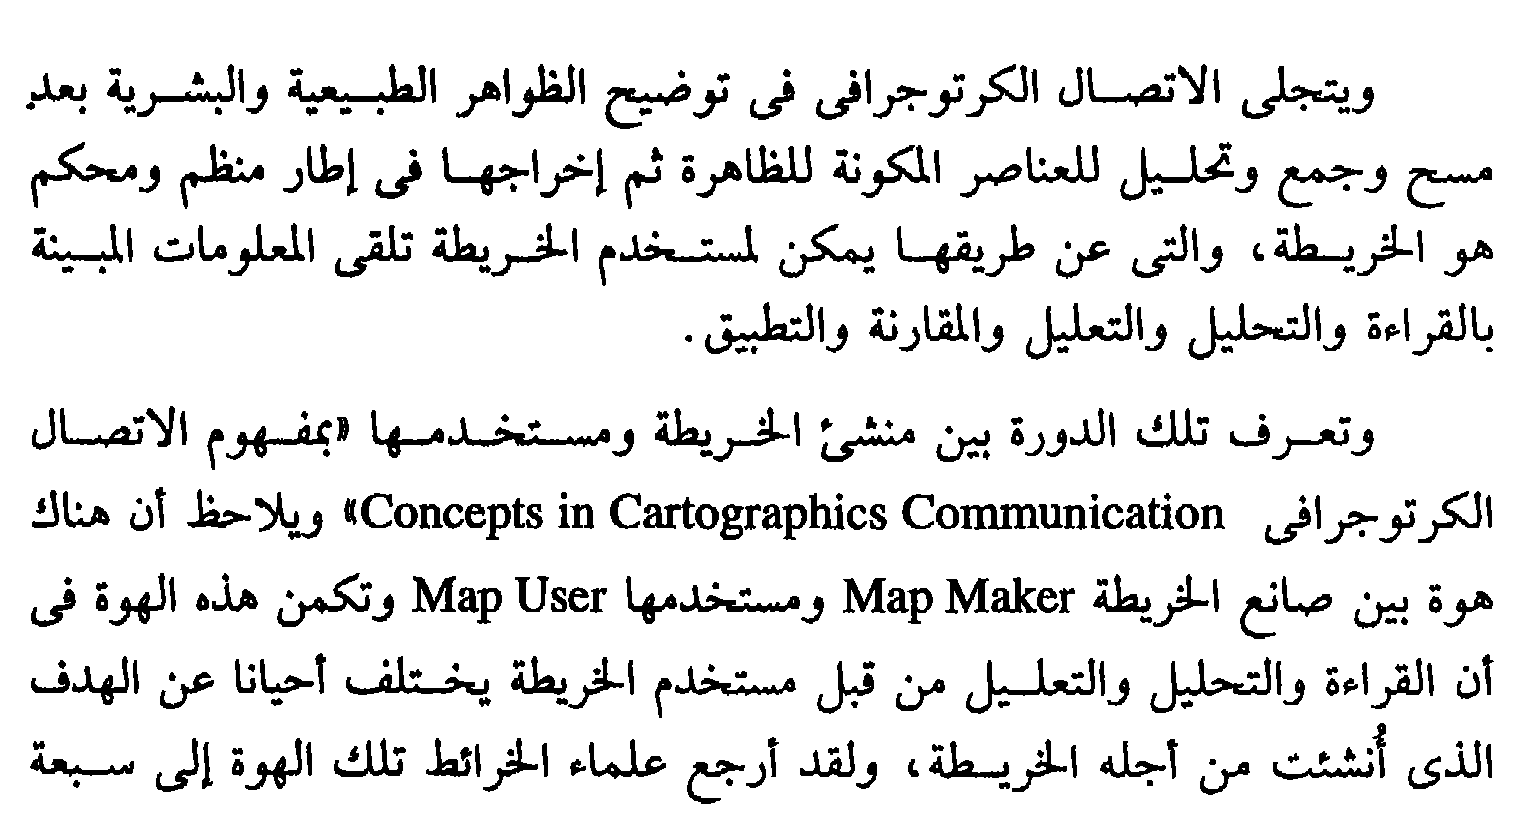 ويتجلى الاتصال الكرتوجرافى فى توضيح الظواهر الطبيعية والبشرية بعد
مسح وجمع وتحليل للعناصر المكونة للظاهرة ثم إخراجها فى إطار منظم ومحكم
هو الخريطة، والتى عن طريقها يمكن لمستخدم الخريطة تلقى المعلومات المبينة
بالقراءة والتحليل والتعليل والمقارنة والتطبيق.
وتعرف تلك الدورة بين منشئ الخريطة ومستخدمها «بمفهوم الاتصال
الكرتوجرافى Concepts in Cartographics Communication» ويلاحظ أن هناك
هوة بين صانع الخريطة Map Maker ومستخدمها Map User وتكمن هذه الهوة فى
أن القراءة والتحليل والتعليل من قبل مستخدم الخريطة يختلف أحيانا عن الهدف
الذى أُنشئت من أجله الخريطة، ولقد أرجع علماء الخرائط تلك الهوة إلى سبعة